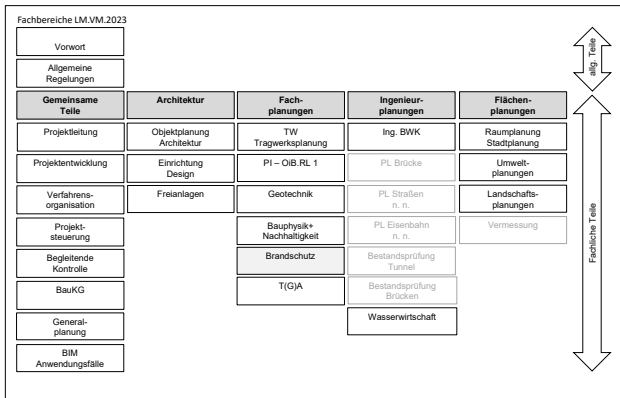 Fachbereiche LM.VM.2023
Vorwort
Allgemeine
Regelungen
allg. Teile
Gemeinsame
Teile
Architektur
Fach-
planungen
Ingenieur-
planungen
Flächen-
planungen
Projektleitung
Objektplanung
Architektur
TW
Tragwerksplanung
Ing. BWK
Raumplanung
Stadtplanung
Projektentwicklung
Einrichtung
Design
PI – OiB.RL 1
PL Brücke
Umwelt-
planungen
Verfahrens-
organisation
Freianlagen
Geotechnik
PL Straßen
n. n.
Landschafts-
planungen
Projekt-
steuerung
Bauphysik+
Nachhaltigkeit
PL Eisenbahn
n. n.
Vermessung
Begleitende
Kontrolle
Brandschutz
Bestandsprüfung
Tunnel
BauKG
T(G)A
Bestandsprüfung
Brücken
General-
planung
Wasserwirtschaft
BIM
Anwendungsfälle
Fachliche Teile